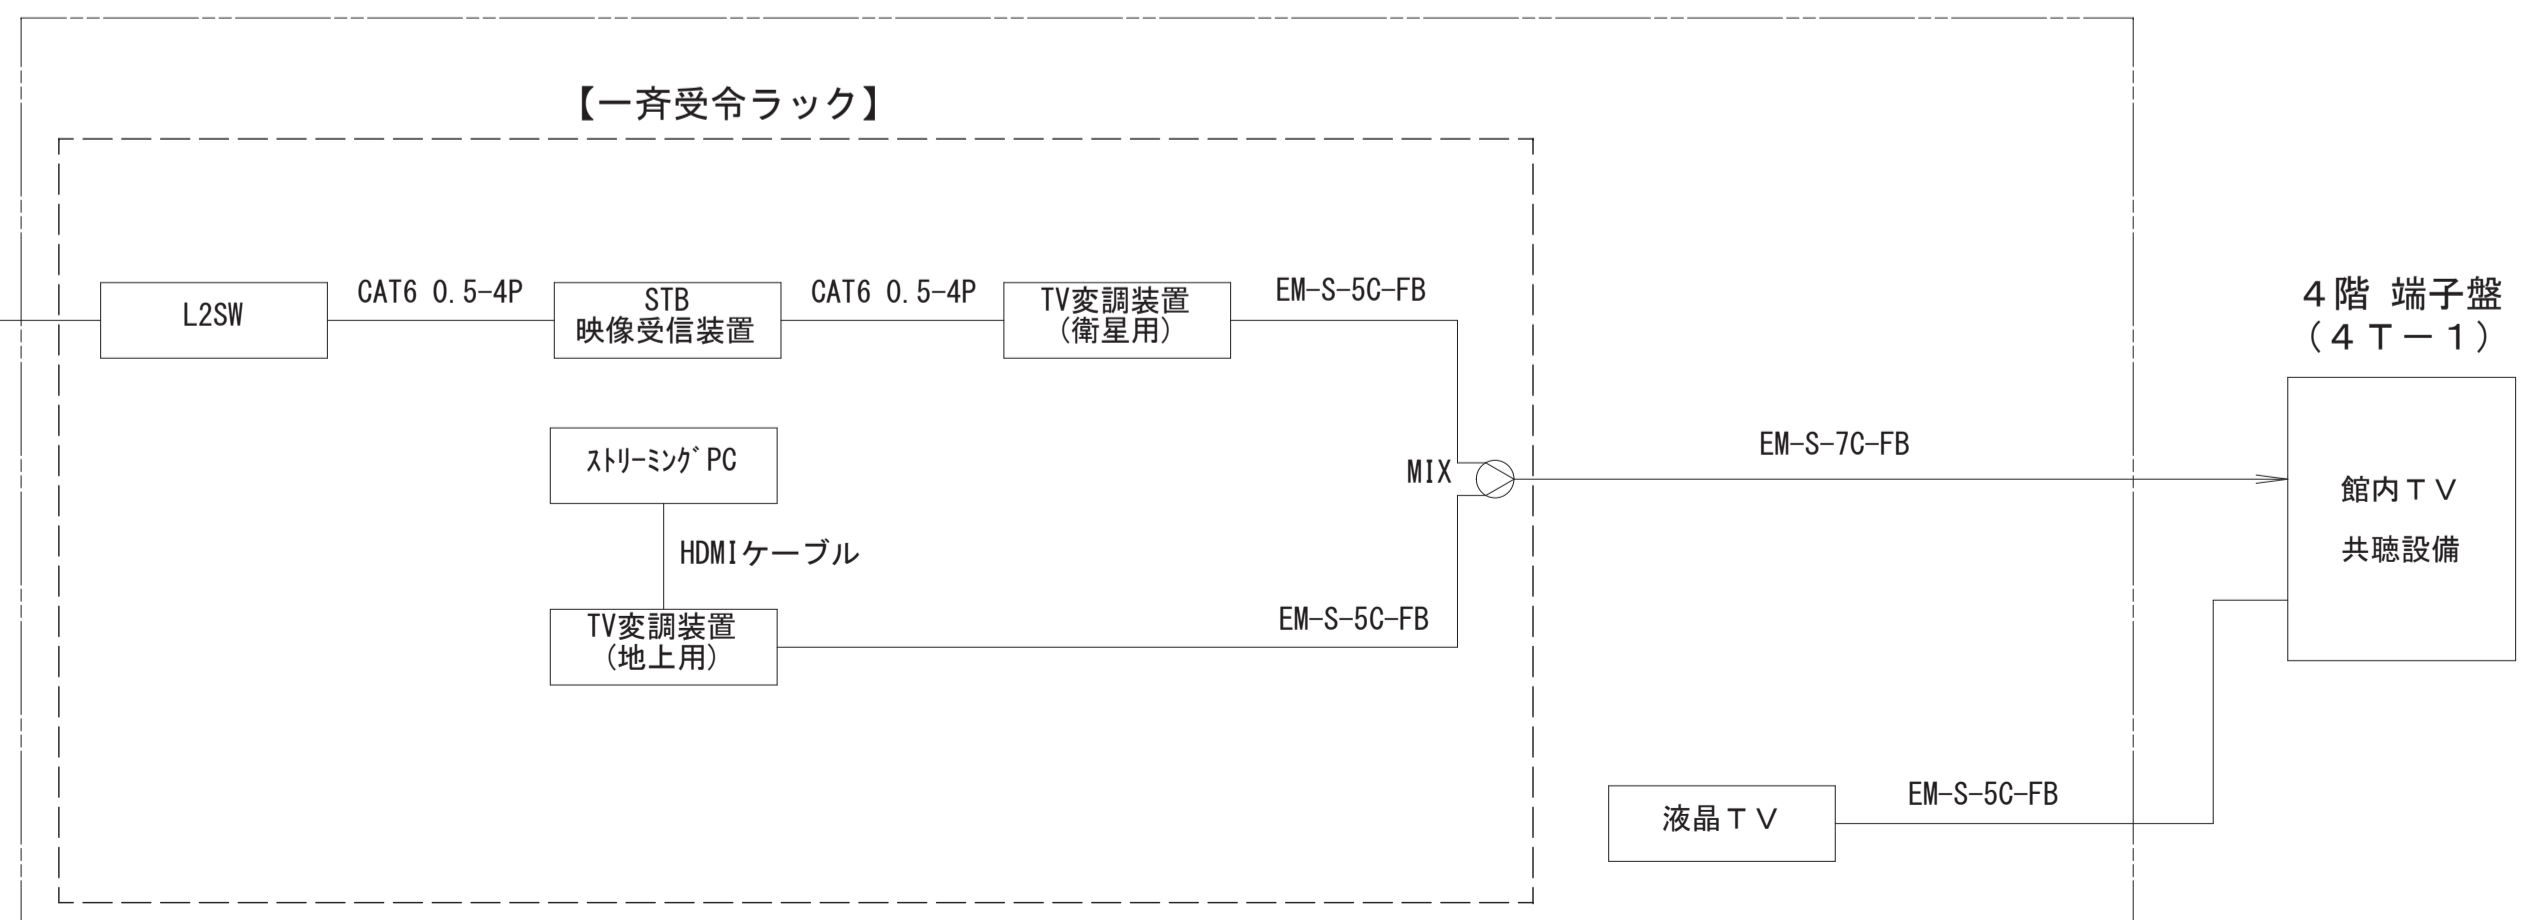 【一斉受令ラック】
L2SW
CAT6 0.5-4P
STB
映像受信装置
CAT6 0.5-4P
TV変調装置
(衛星用)
EM-S-5C-FB
4階 端子盤
(4T-1)
ｽﾄﾘｰﾐﾝｸﾞPC
MIX
EM-S-7C-FB
館内TV
共聴設備
HDMIケーブル
TV変調装置
(地上用)
EM-S-5C-FB
液晶TV
EM-S-5C-FB